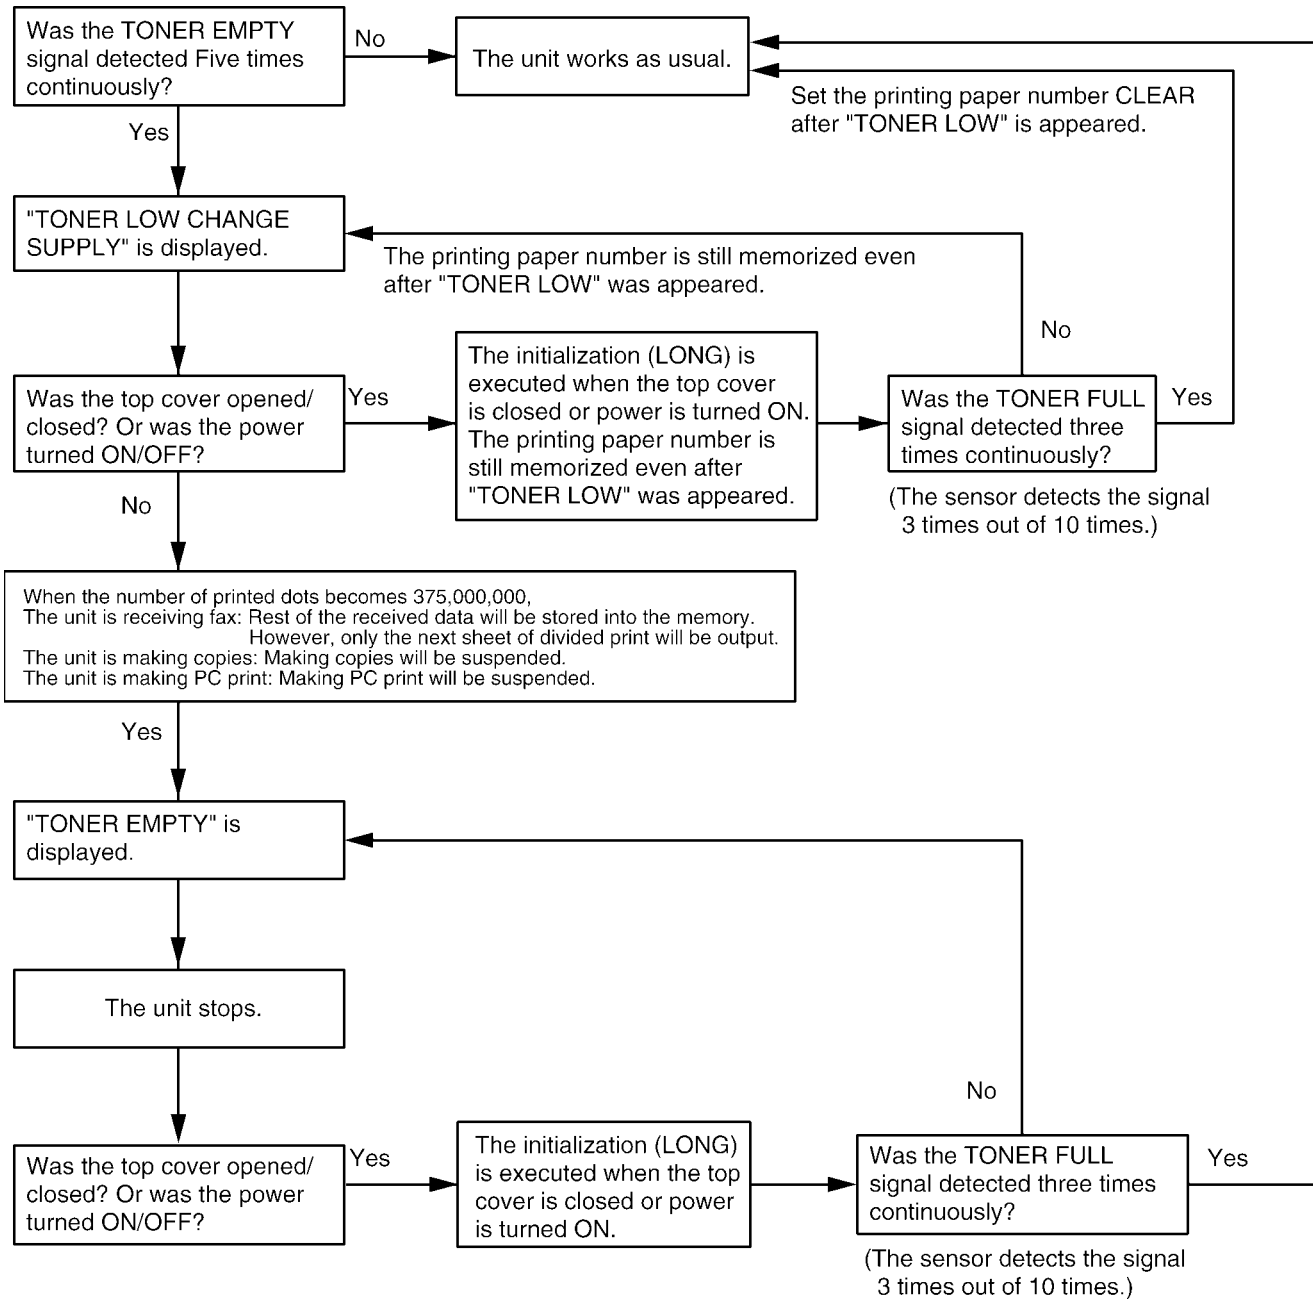 Was the TONER EMPTY
signal detected Five times
continuously?
No
The unit works as usual.
Set the printing paper number CLEAR
after "TONER LOW" is appeared.
Yes
"TONER LOW CHANGE
SUPPLY" is displayed.
The printing paper number is still memorized even
after "TONER LOW" was appeared.
No
Was the top cover opened/
closed? Or was the power
turned ON/OFF?
Yes
The initialization (LONG) is
executed when the top cover
is closed or power is turned ON.
The printing paper number is
still memorized even after
"TONER LOW" was appeared.
Was the TONER FULL
signal detected three
times continuously?
Yes
(The sensor detects the signal
3 times out of 10 times.)
No
When the number of printed dots becomes 375,000,000,
The unit is receiving fax: Rest of the received data will be stored into the memory.
However, only the next sheet of divided print will be output.
The unit is making copies: Making copies will be suspended.
The unit is making PC print: Making PC print will be suspended.
Yes
"TONER EMPTY" is
displayed.
The unit stops.
No
Was the top cover opened/
closed? Or was the power
turned ON/OFF?
Yes
The initialization (LONG)
is executed when the top
cover is closed or power
is turned ON.
Was the TONER FULL
signal detected three times
continuously?
Yes
(The sensor detects the signal
3 times out of 10 times.)